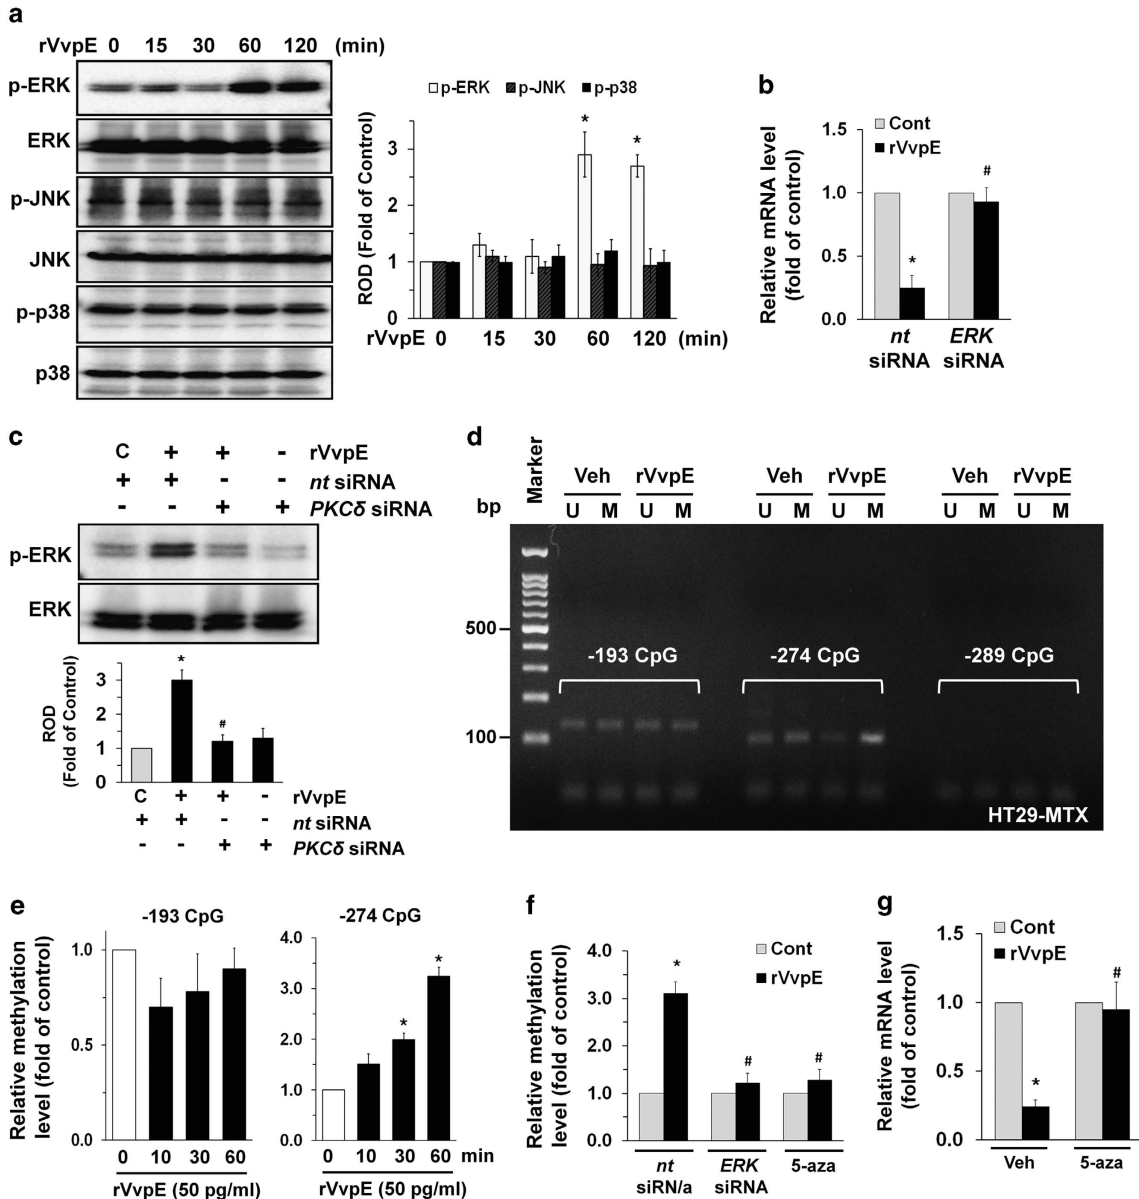 a
rVvpE 0 15 30 60 120 (min)
p-ERK
ERK
p-JNK
JNK
p-p38
p38
p-ERK p-JNK p-p38
ROD (Fold of Control)
3
2
1
0
* *
rVvpE 0 15 30 60 120 (min)
b
Cont
rVvpE
Relative mRNA level
(fold of control)
1.5
1.0
0.5
0.0
* #
nt siRNA
ERK siRNA
c
C + + - rVvpE
+ + - - nt siRNA
- - + + PKCδ siRNA
p-ERK
ERK
ROD
(Fold of Control)
3
2
1
0
* #
C + + - rVvpE
+ + - - nt siRNA
- - + + PKCδ siRNA
d
Marker
Veh rVvpE Veh rVvpE Veh rVvpE
bp U M U M U M U M U M U M
500
100
-193 CpG -274 CpG -289 CpG
HT29-MTX
e
-193 CpG
Relative methylation
level (fold of control)
1.0
0.5
0.0
0 10 30 60
rVvpE (50 pg/ml)
-274 CpG
4.0
3.0
2.0
1.0
0.0
* *
0 10 30 60 min
rVvpE (50 pg/ml)
f
Cont
rVvpE
Relative methylation
level (fold of control)
4.0
3.0
2.0
1.0
0.0
* # #
nt siRN/a
ERK siRNA
5-aza
g
Cont
rVvpE
Relative mRNA level
(fold of control)
1.5
1.0
0.5
0.0
* #
Veh 5-aza